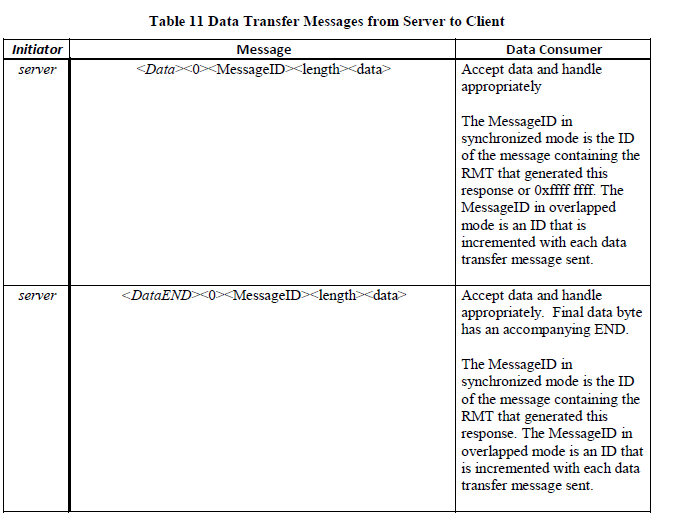 Table 11 Data Transfer Messages from Server to Client
Initiator Message Data Consumer
server <Data><0><MessageID><length><data> Accept data and handle
appropriately
The MessageID in
synchronized mode is the ID
of the message containing the
RMT that generated this
response or 0xffff ffff. The
MessageID in overlapped
mode is an ID that is
incremented with each data
transfer message sent.
server <DataEND><0><MessageID><length><data> Accept data and handle
appropriately. Final data byte
has an accompanying END.
The MessageID in
synchronized mode is the ID
of the message containing the
RMT that generated this
response. The MessageID in
overlapped mode is an ID that
is incremented with each data
transfer message sent.